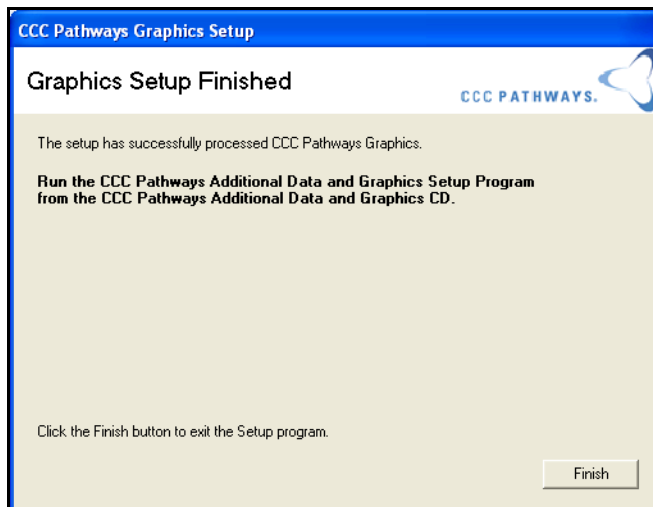 CCC Pathways Graphics Setup
Graphics Setup Finished
CCC PATHWAYS.
The setup has successfully processed CCC Pathways Graphics.
Run the CCC Pathways Additional Data and Graphics Setup Program
from the CCC Pathways Additional Data and Graphics CD.
Click the Finish button to exit the Setup program.
Finish